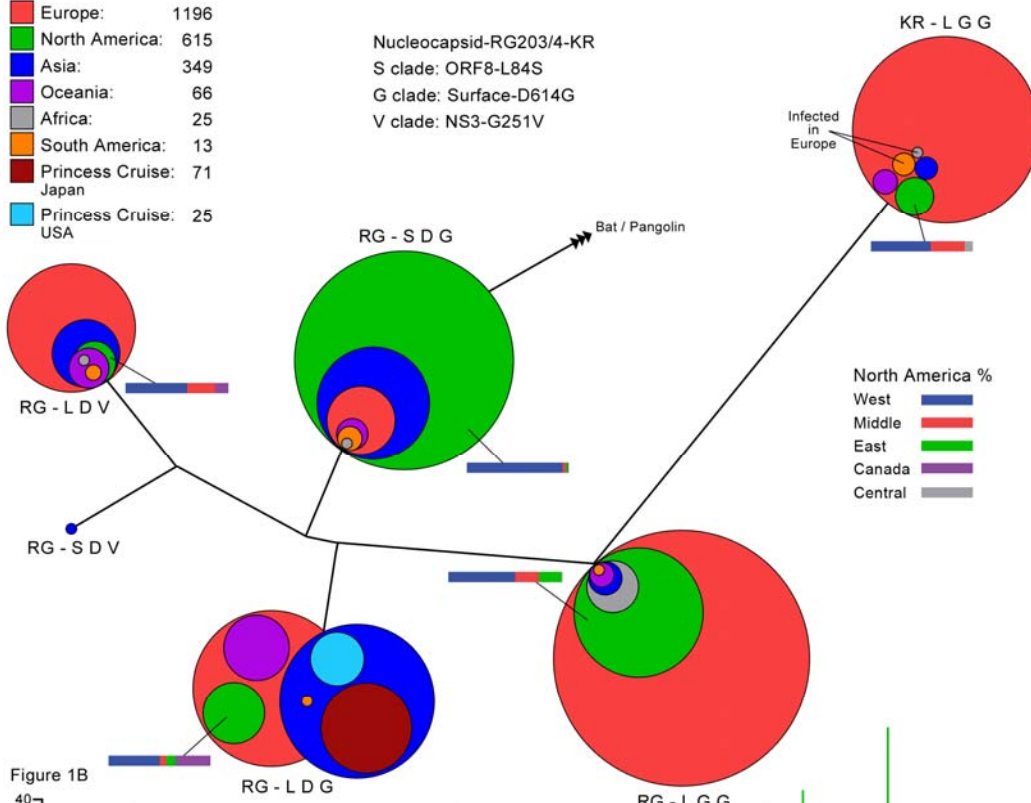 Europe: 1196
North America: 615
Asia: 349
Oceania: 66
Africa: 25
South America: 13
Princess Cruise: 71
Japan
Princess Cruise: 25
USA
Nucleocapsid-RG203/4-KR
S clade: ORF8-L84S
G clade: Surface-D614G
V clade: NS3-G251V
KR - L G G
Infected
in
Europe
RG - S D G
Bat / Pangolin
RG - L D V
North America %
West
Middle
East
Canada
Central
RG - S D V
RG - L D G
RG - L G G
Figure 1B
40